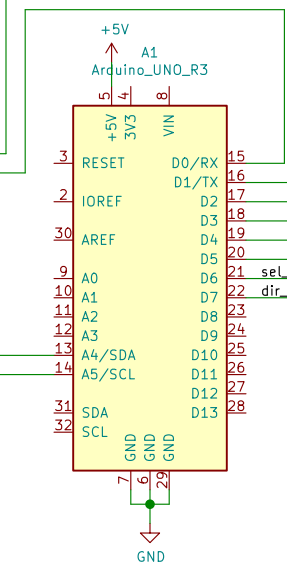 +5V
A1
Arduino_UNO_R3
5 4 8
+5V 3V3 VIN
3 RESET D0/RX 15
D1/TX 16
2 IOREF D2 17
D3 18
30 AREF D4 19
D5 20
9 A0 D6 21 sel_
10 A1 D7 22 dir_
11 A2 D8 23
12 A3 D9 24
13 A4/SDA D10 25
14 A5/SCL D11 26
D12 27
31 SDA D13 28
32 SCL
GND GND GND
7 6 29
GND